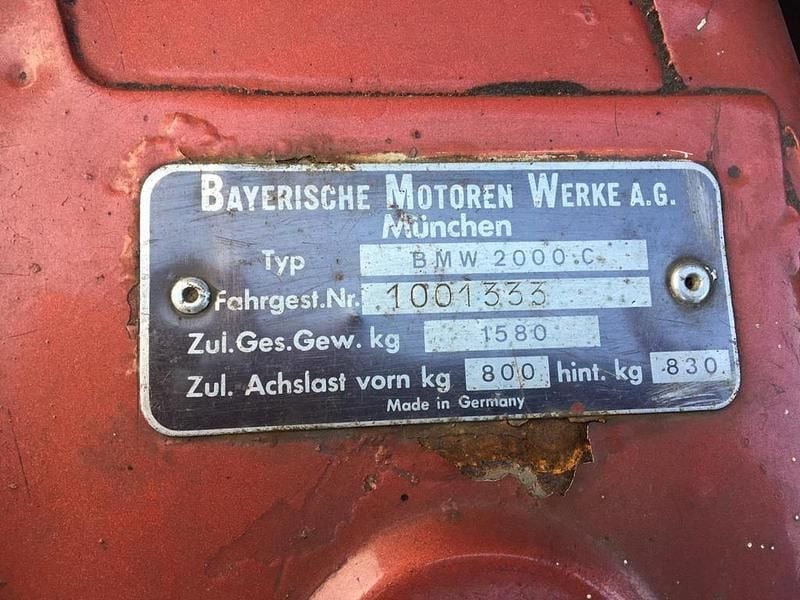 BAYERISCHE MOTOREN WERKE A.G.
München
Typ BMW 2000 C
Fahrgest.Nr. 1001333
Zul.Ges.Gew. kg 1580
Zul. Achslast vorn kg 800 hint. kg 830
Made in Germany